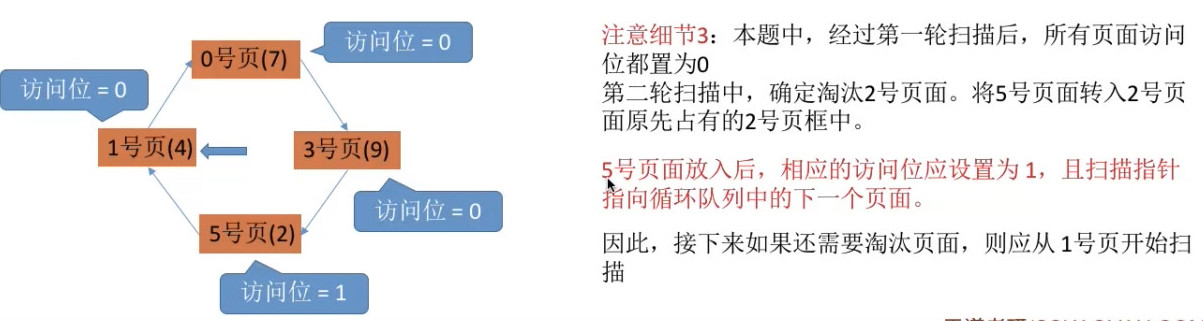 0号页(7)
访问位 = 0
访问位 = 0
1号页(4)
3号页(9)
访问位 = 0
5号页(2)
访问位 = 1
注意细节3：本题中，经过第一轮扫描后，所有页面访问
位都置为0
第二轮扫描中，确定淘汰2号页面。将5号页面转入2号页
面原先占有的2号页框中。
5号页面放入后，相应的访问位应设置为 1，且扫描指针
指向循环队列中的下一个页面。
因此，接下来如果还需要淘汰页面，则应从 1号页开始扫
描